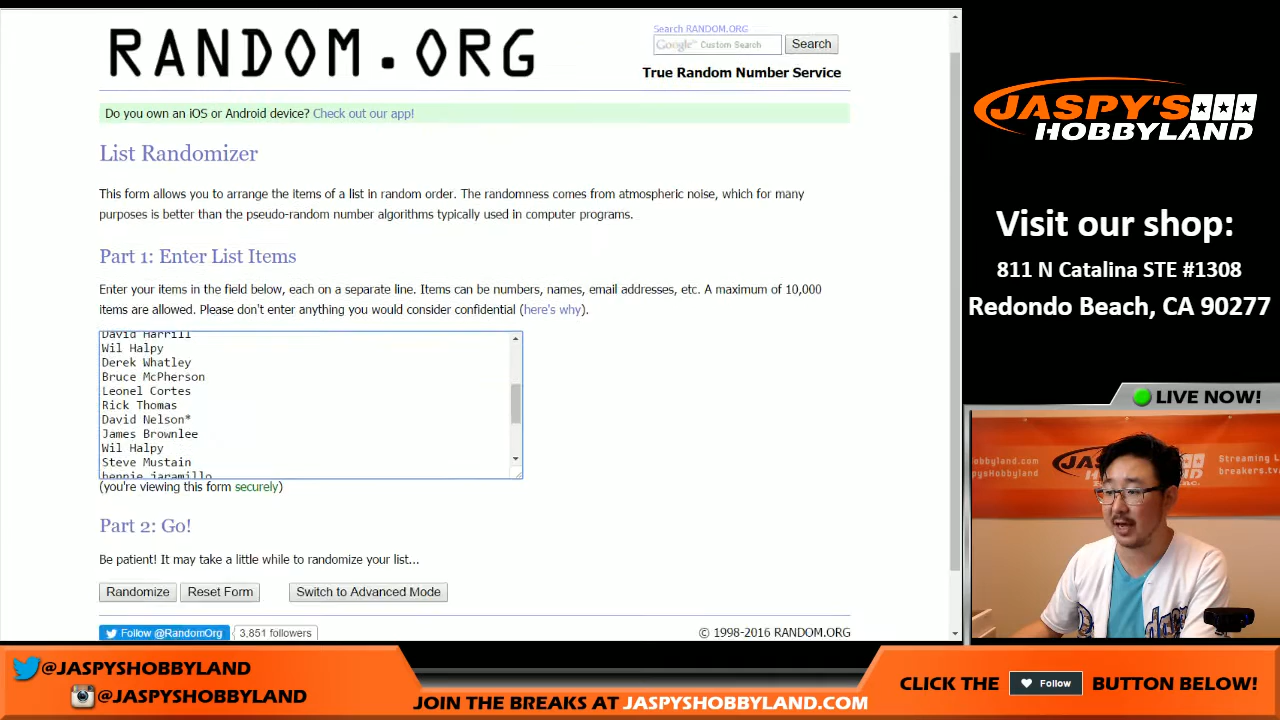 RANDOM.ORG
Search RANDOM.ORG
Google™ Custom Search
Search
True Random Number Service
Do you own an iOS or Android device? Check out our app!
List Randomizer
This form allows you to arrange the items of a list in random order. The randomness comes from atmospheric noise, which for many
purposes is better than the pseudo-random number algorithms typically used in computer programs.
Part 1: Enter List Items
Enter your items in the field below, each on a separate line. Items can be numbers, names, email addresses, etc. A maximum of 10,000
items are allowed. Please don't enter anything you would consider confidential (here's why).
David Harrill
Wil Halpy
Derek Whatley
Bruce McPherson
Leonel Cortes
Rick Thomas
David Nelson*
James Brownlee
Wil Halpy
Steve Mustain
bennie jaramillo
(you're viewing this form securely)
Part 2: Go!
Be patient! It may take a little while to randomize your list...
Randomize
Reset Form
Switch to Advanced Mode
Follow @RandomOrg
3,851 followers
© 1998-2016 RANDOM.ORG
JASPY'S
HOBBYLAND
Visit our shop:
811 N Catalina STE #1308
Redondo Beach, CA 90277
LIVE NOW!
@JASPYSHOBBYLAND
@JASPYSHOBBYLAND
JOIN THE BREAKS AT JASPYSHOBBYLAND.COM
CLICK THE
Follow
BUTTON BELOW!